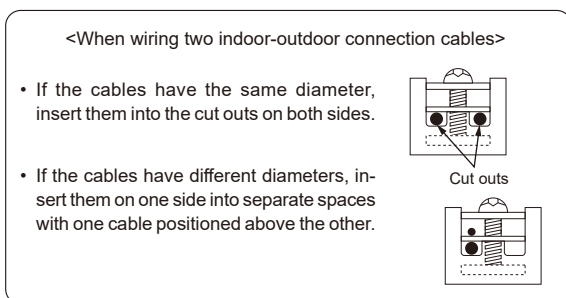 <When wiring two indoor-outdoor connection cables>
• If the cables have the same diameter,
insert them into the cut outs on both sides.
Cut outs
• If the cables have different diameters, in-
sert them on one side into separate spaces
with one cable positioned above the other.